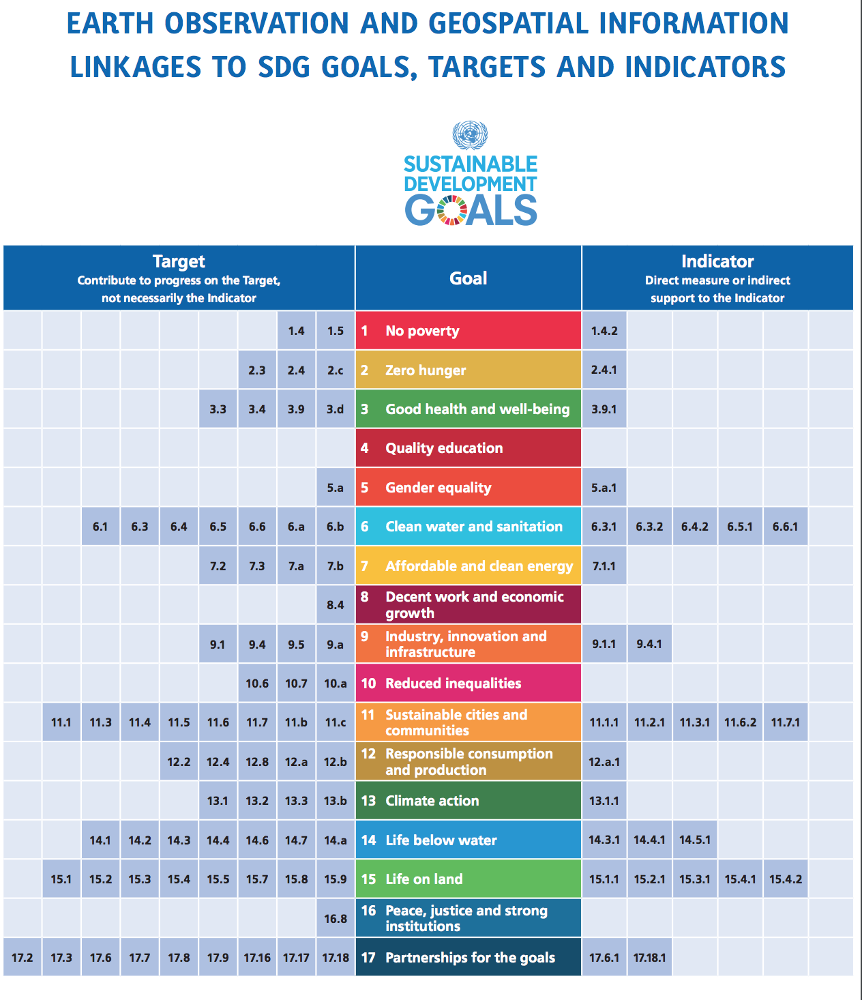 EARTH OBSERVATION AND GEOSPATIAL INFORMATION
LINKAGES TO SDG GOALS, TARGETS AND INDICATORS
SUSTAINABLE
DEVELOPMENT
GOALS
Target
Contribute to progress on the Target,
not necessarily the Indicator
Goal
Indicator
Direct measure or indirect
support to the Indicator
1.4 1.5 1 No poverty 1.4.2
2.3 2.4 2.c 2 Zero hunger 2.4.1
3.3 3.4 3.9 3.d 3 Good health and well-being 3.9.1
4 Quality education
5.a 5 Gender equality 5.a.1
6.1 6.3 6.4 6.5 6.6 6.a 6.b 6 Clean water and sanitation 6.3.1 6.3.2 6.4.2 6.5.1 6.6.1
7.2 7.3 7.a 7.b 7 Affordable and clean energy 7.1.1
8.4 8 Decent work and economic
growth
9.1 9.4 9.5 9.a 9 Industry, innovation and
infrastructure 9.1.1 9.4.1
10.6 10.7 10.a 10 Reduced inequalities
11.1 11.3 11.4 11.5 11.6 11.7 11.b 11.c 11 Sustainable cities and
communities 11.1.1 11.2.1 11.3.1 11.6.2 11.7.1
12.2 12.4 12.8 12.a 12.b 12 Responsible consumption
and production 12.a.1
13.1 13.2 13.3 13.b 13 Climate action 13.1.1
14.1 14.2 14.3 14.4 14.6 14.7 14.a 14 Life below water 14.3.1 14.4.1 14.5.1
15.1 15.2 15.3 15.4 15.5 15.7 15.8 15.9 15 Life on land 15.1.1 15.2.1 15.3.1 15.4.1 15.4.2
16.8 16 Peace, justice and strong
institutions
17.2 17.3 17.6 17.7 17.8 17.9 17.16 17.17 17.18 17 Partnerships for the goals 17.6.1 17.18.1